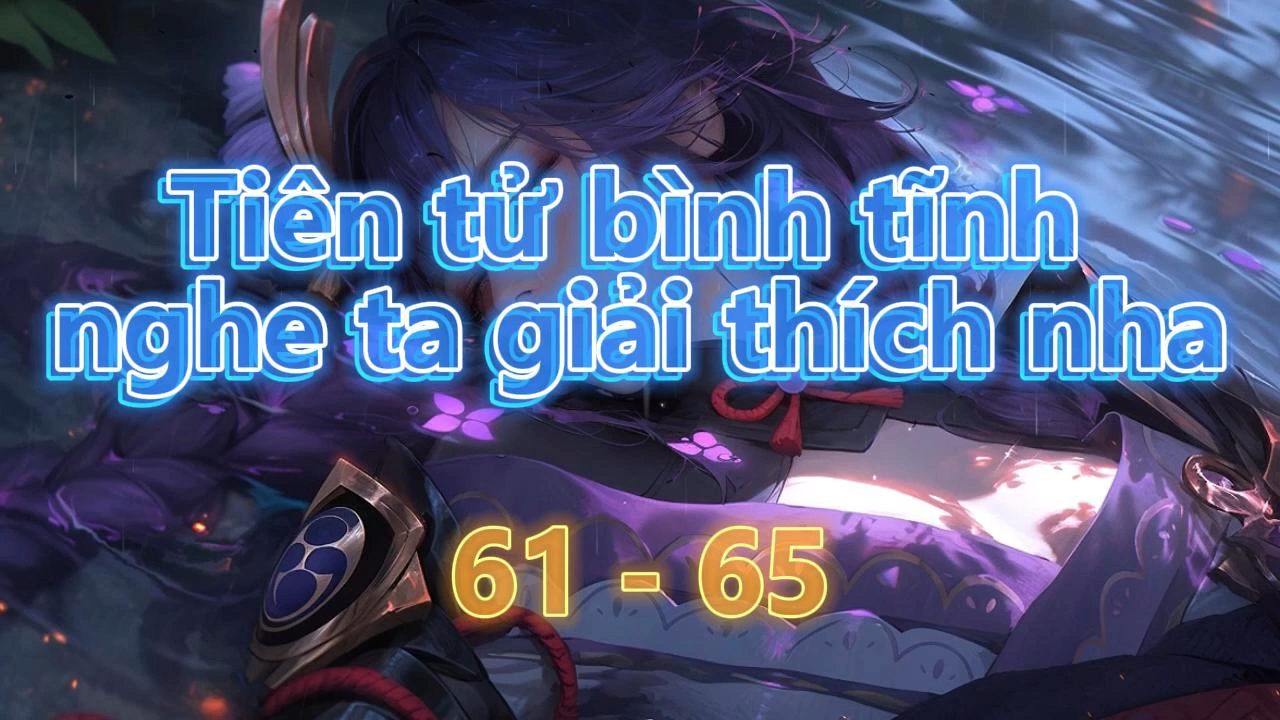 Tiên tử bình tĩnh
nghe ta giải thích nha
61 - 65